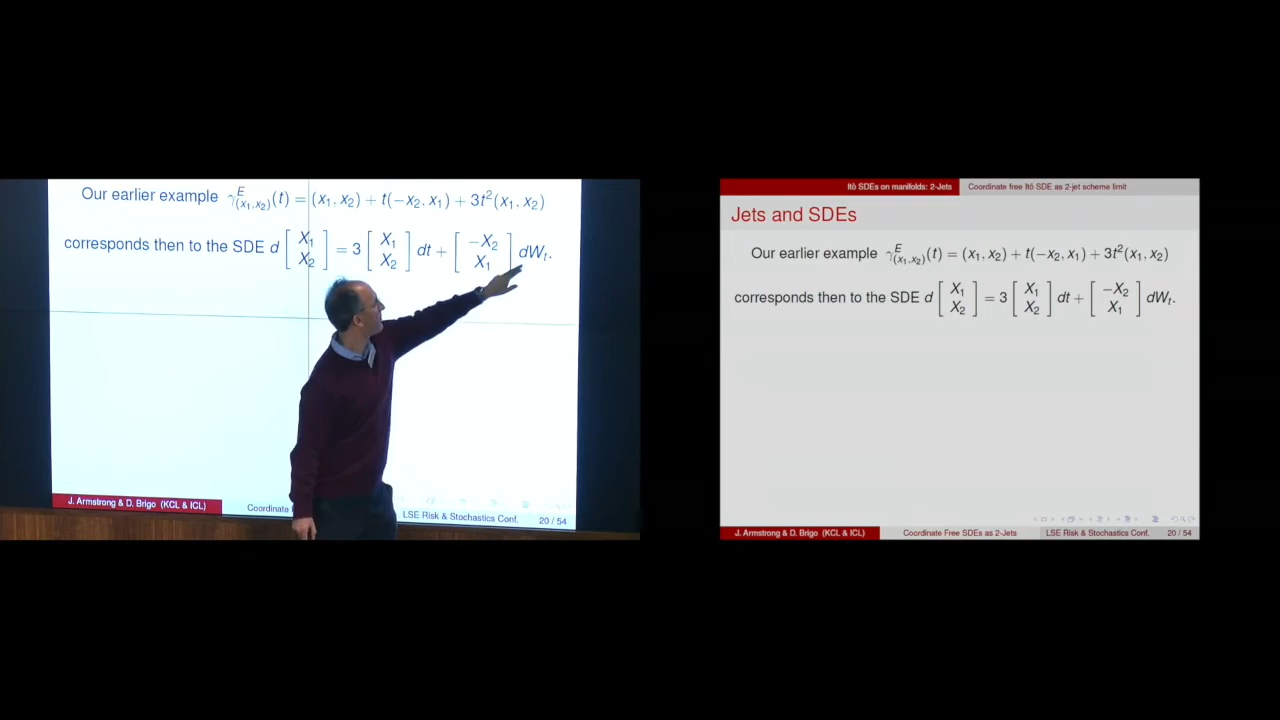 Our earlier example γ^E_(x₁,x₂)(t) = (x₁, x₂) + t(−x₂, x₁) + 3t²(x₁, x₂)
corresponds then to the SDE d [ X₁ X₂ ] = 3 [ X₁ X₂ ] dt + [ −X₂ X₁ ] dWₜ.
J. Armstrong & D. Brigo (KCL & ICL) Coordinate LSE Risk & Stochastics Conf. 20 / 54
Itô SDEs on manifolds: 2-Jets Coordinate free Itô SDE as 2-jet scheme limit
Jets and SDEs
Our earlier example γ^E_(x₁,x₂)(t) = (x₁, x₂) + t(−x₂, x₁) + 3t²(x₁, x₂)
corresponds then to the SDE d [ X₁ X₂ ] = 3 [ X₁ X₂ ] dt + [ −X₂ X₁ ] dWₜ.
J. Armstrong & D. Brigo (KCL & ICL) Coordinate Free SDEs as 2-Jets LSE Risk & Stochastics Conf. 20 / 54